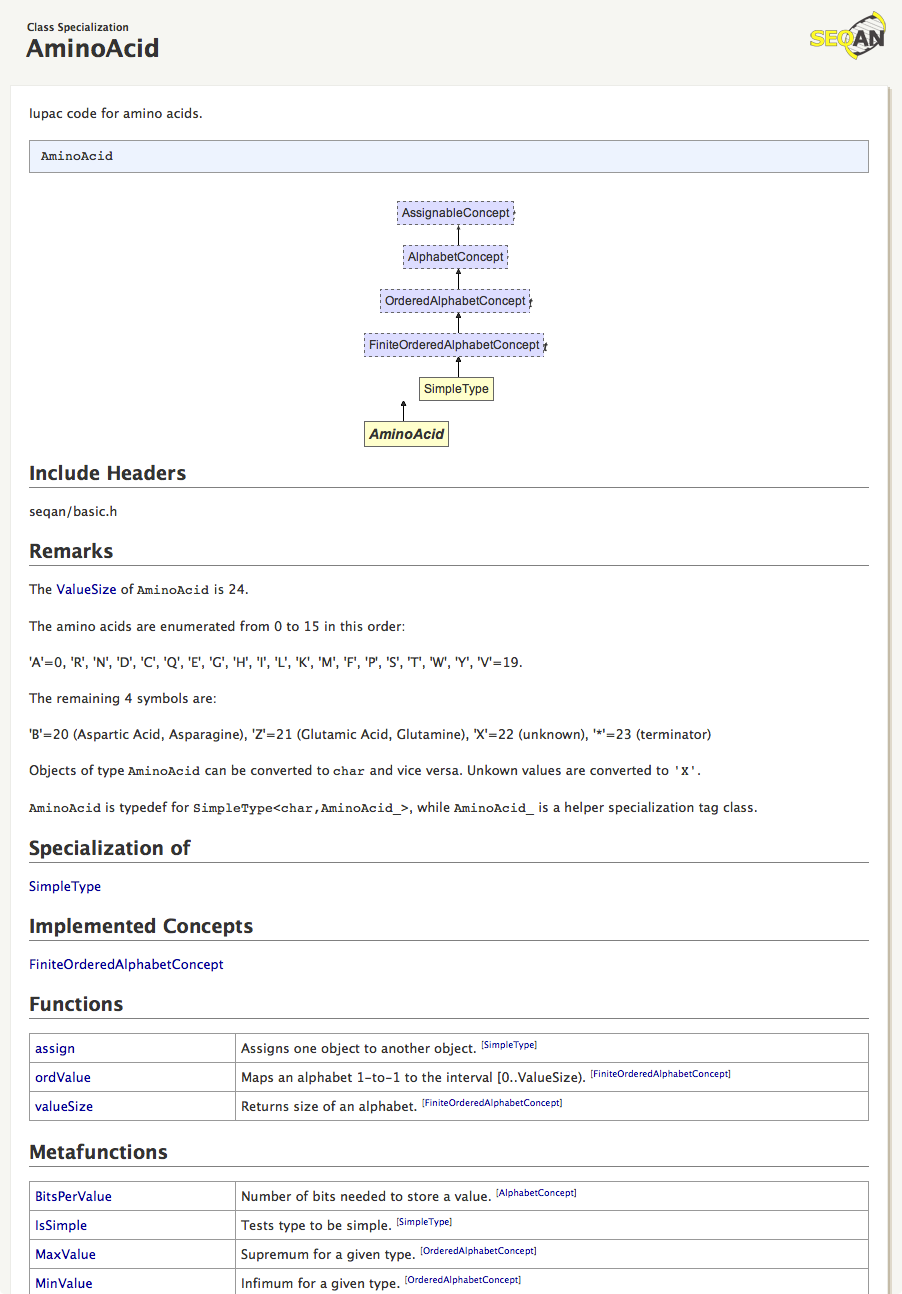 Class Specialization
AminoAcid
SEQAN
Iupac code for amino acids.
AminoAcid
AssignableConcept
AlphabetConcept
OrderedAlphabetConcept
FiniteOrderedAlphabetConcept
SimpleType
AminoAcid
Include Headers
seqan/basic.h
Remarks
The ValueSize of AminoAcid is 24.
The amino acids are enumerated from 0 to 15 in this order:
'A'=0, 'R', 'N', 'D', 'C', 'Q', 'E', 'G', 'H', 'I', 'L', 'K', 'M', 'F', 'P', 'S', 'T', 'W', 'Y', 'V'=19.
The remaining 4 symbols are:
'B'=20 (Aspartic Acid, Asparagine), 'Z'=21 (Glutamic Acid, Glutamine), 'X'=22 (unknown), '*'=23 (terminator)
Objects of type AminoAcid can be converted to char and vice versa. Unkown values are converted to 'X'.
AminoAcid is typedef for SimpleType<char,AminoAcid_>, while AminoAcid_ is a helper specialization tag class.
Specialization of
SimpleType
Implemented Concepts
FiniteOrderedAlphabetConcept
Functions
assign Assigns one object to another object. [SimpleType]
ordValue Maps an alphabet 1-to-1 to the interval [0..ValueSize). [FiniteOrderedAlphabetConcept]
valueSize Returns size of an alphabet. [FiniteOrderedAlphabetConcept]
Metafunctions
BitsPerValue Number of bits needed to store a value. [AlphabetConcept]
IsSimple Tests type to be simple. [SimpleType]
MaxValue Supremum for a given type. [OrderedAlphabetConcept]
MinValue Infimum for a given type. [OrderedAlphabetConcept]